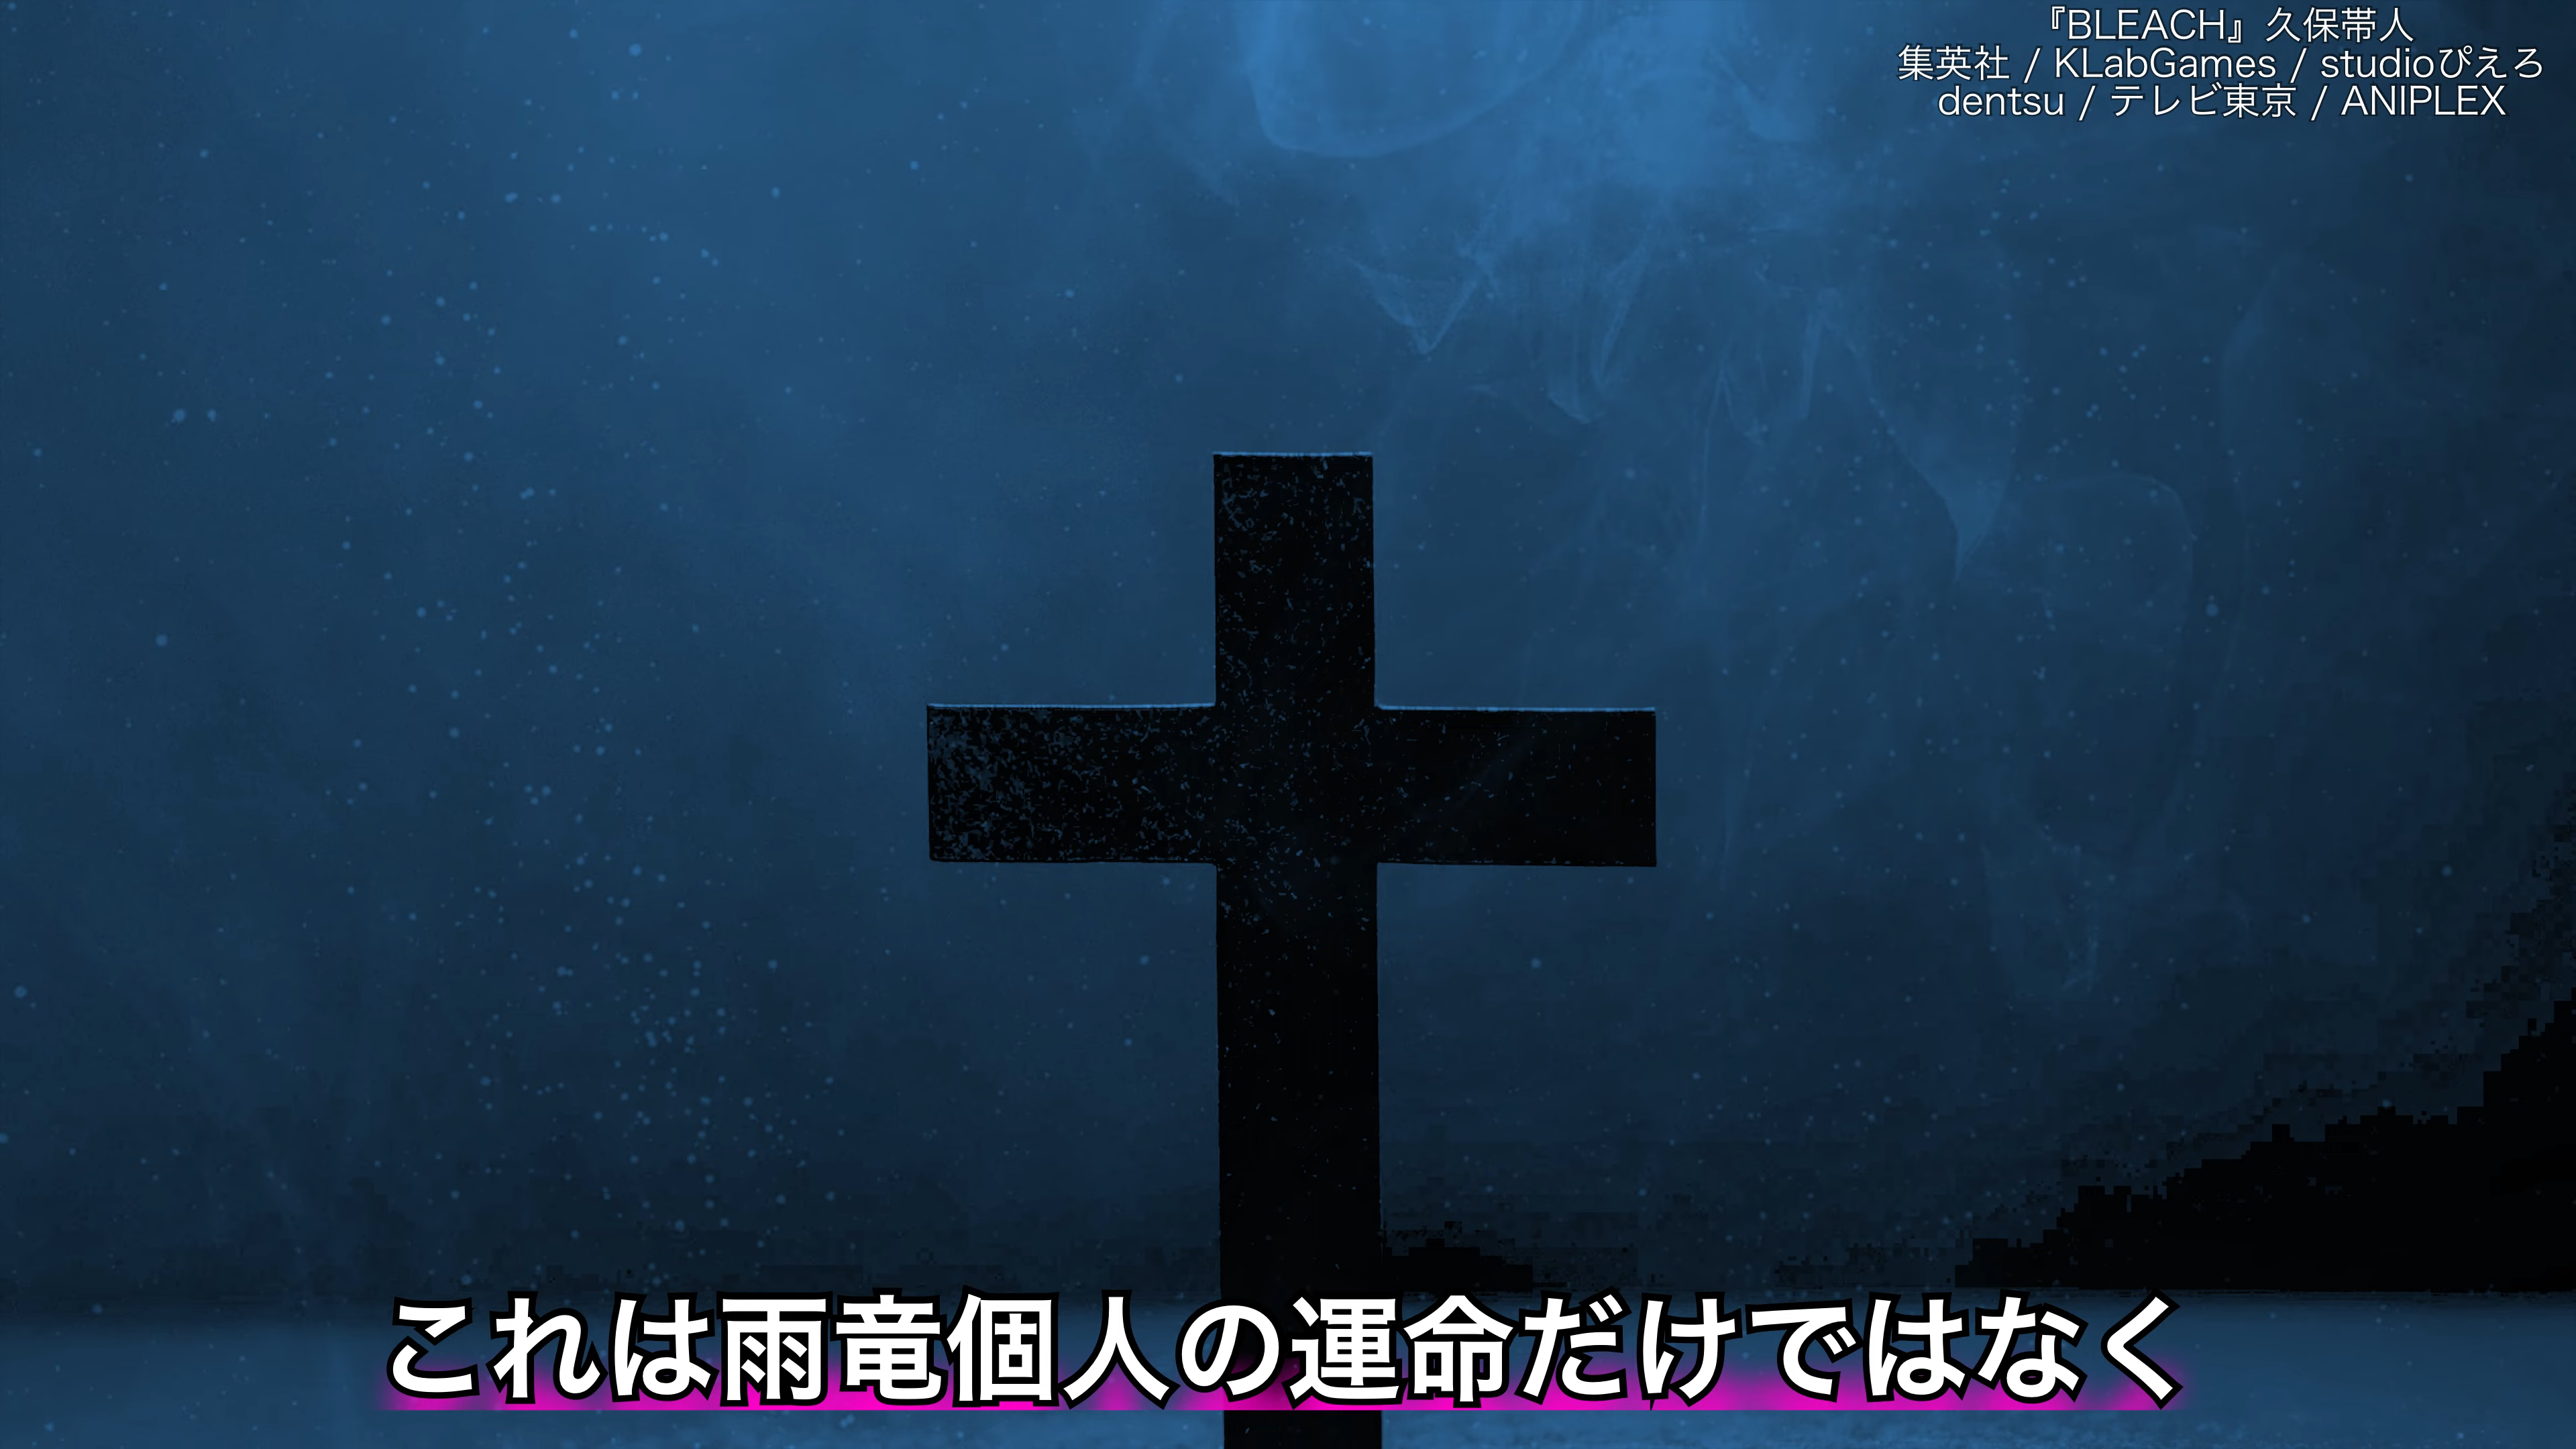 『BLEACH』久保帯人
集英社 / KLabGames / studioぴえろ
dentsu / テレビ東京 / ANIPLEX
これは雨竜個人の運命だけではなく